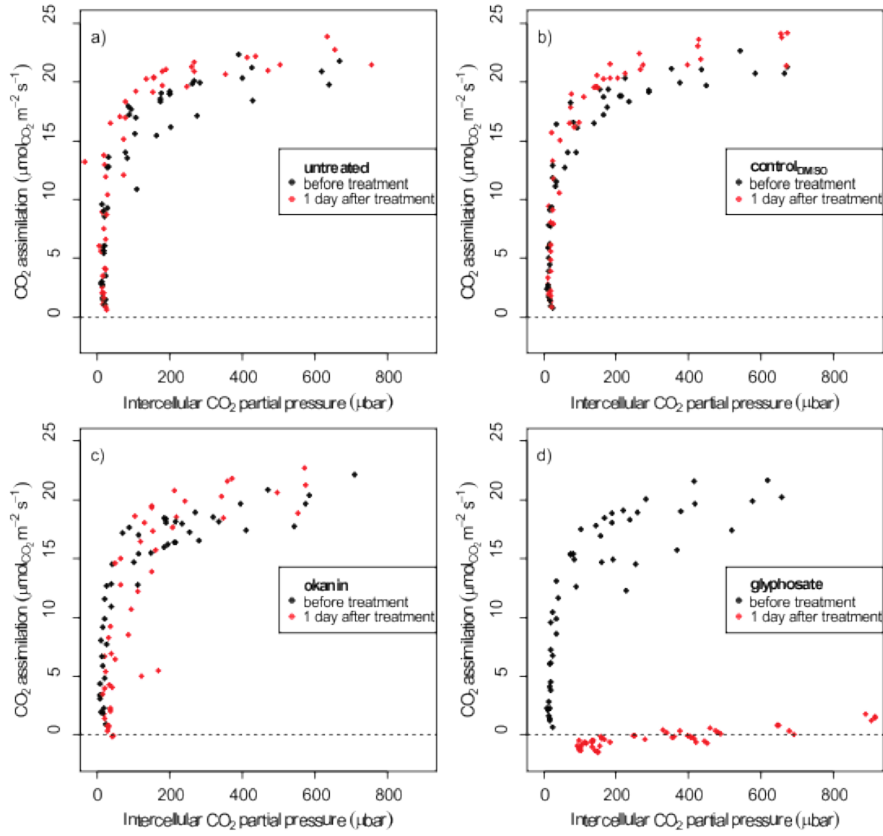 a)
25
20
15
10
5
0
CO2 assimilation (μmolCO2 m−2 s−1)
untreated
before treatment
1 day after treatment
0 200 400 600 800
Intercellular CO2 partial pressure (μbar)
b)
25
20
15
10
5
0
CO2 assimilation (μmolCO2 m−2 s−1)
controlDMSO
before treatment
1 day after treatment
0 200 400 600 800
Intercellular CO2 partial pressure (μbar)
c)
25
20
15
10
5
0
CO2 assimilation (μmolCO2 m−2 s−1)
okanin
before treatment
1 day after treatment
0 200 400 600 800
Intercellular CO2 partial pressure (μbar)
d)
25
20
15
10
5
0
CO2 assimilation (μmolCO2 m−2 s−1)
glyphosate
before treatment
1 day after treatment
0 200 400 600 800
Intercellular CO2 partial pressure (μbar)